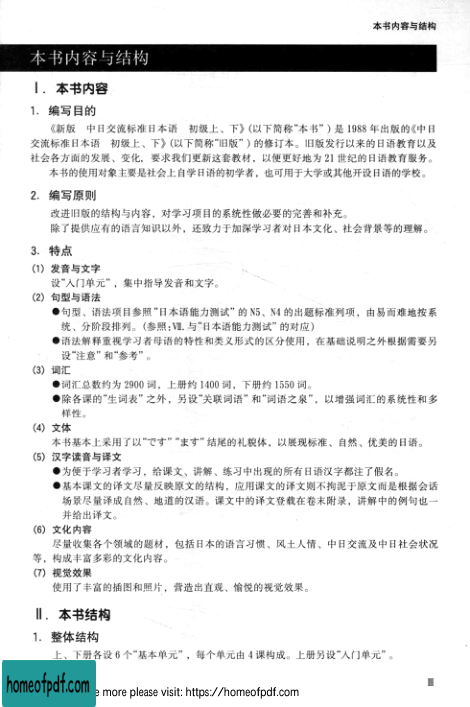 本书内容与结构
本书内容与结构
Ⅰ. 本书内容
1. 编写目的
《新版 中日交流标准日本语 初级上、下》(以下简称“本书”)是 1988 年出版的《中日
交流标准日本语 初级上、下》(以下简称“旧版”)的修订本。旧版发行以来的日语教育以及
社会各方面的发展、变化, 要求我们更新这套教材, 以便更好地为 21 世纪的日语教育服务。
本书的使用对象主要是社会上自学日语的初学者, 也可用于大学或其他开设日语的学校。
2. 编写原则
改进旧版的结构与内容, 对学习项目的系统性做必要的完善和补充。
除了提供应有的语言知识以外, 还致力于加深学习者对日本文化、社会背景等的理解。
3. 特点
(1) 发音与文字
设“入门单元”, 集中指导发音和文字。
(2) 句型与语法
●句型、语法项目参照“日本语能力测试”的 N5、N4 的出题标准列项, 由易而难地按系
统、分阶段排列。(参照:Ⅶ. 与“日本语能力测试”的对应)
●语法解释重视学习者母语的特性和类义形式的区分使用, 在基础说明之外根据需要另
设“注意”和“参考”。
(3) 词汇
●词汇总数约为 2900 词, 上册约 1400 词, 下册约 1550 词。
●除各课的“生词表”之外, 另设“关联词语”和“词语之泉”, 以增强词汇的系统性和多
样性。
(4) 文体
本书基本上采用了以“です”“ます”结尾的礼貌体, 以展现标准、自然、优美的日语。
(5) 汉字读音与译文
●为便于学习者学习, 给课文、讲解、练习中出现的所有日语汉字都注了假名。
●基本课文的译文尽量反映原文的结构, 应用课文的译文则不拘泥于原文而是根据会话
场景尽量译成自然、地道的汉语。课文中的译文登载在卷末附录, 讲解中的例句也一
并给出译文。
(6) 文化内容
尽量收集各个领域的题材, 包括日本的语言习惯、风土人情、中日交流及中日社会状况
等, 构成丰富多彩的文化内容。
(7) 视觉效果
使用了丰富的插图和照片, 营造出直观、愉悦的视觉效果。
Ⅱ. 本书结构
1. 整体结构
上、下册各设 6 个“基本单元”, 每个单元由 4 课构成。上册另设“入门单元”。
Ⅲ
homeofpdf.com
e more please visit: https://homeofpdf.com